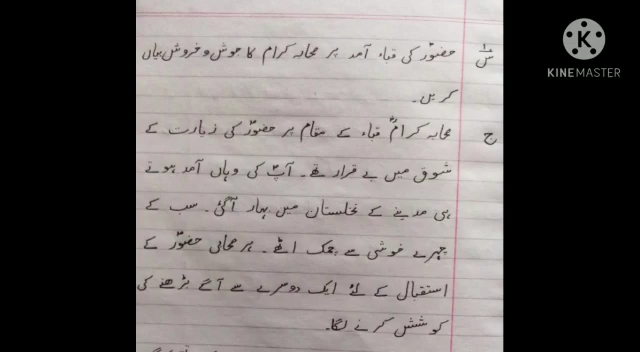 س ۱ حضورؐ کی قباء آمد پر صحابہ کرام کا جوش و خروش بیان
کریں۔
ج صحابہ کرامؓ قباء کے مقام پر حضورؐ کی زیارت کے
شوق میں بے قرار تھے۔ آپؐ کی وہاں آمد ہوتے
ہی مدینے کے نخلستان میں بہار آگئی۔ سب کے
چہرے خوشی سے چمک اٹھے۔ ہر صحابی حضورؐ کے
استقبال کے لئے ایک دوسرے سے آگے بڑھنے کی
کوشش کرنے لگا۔
K
KINEMASTER